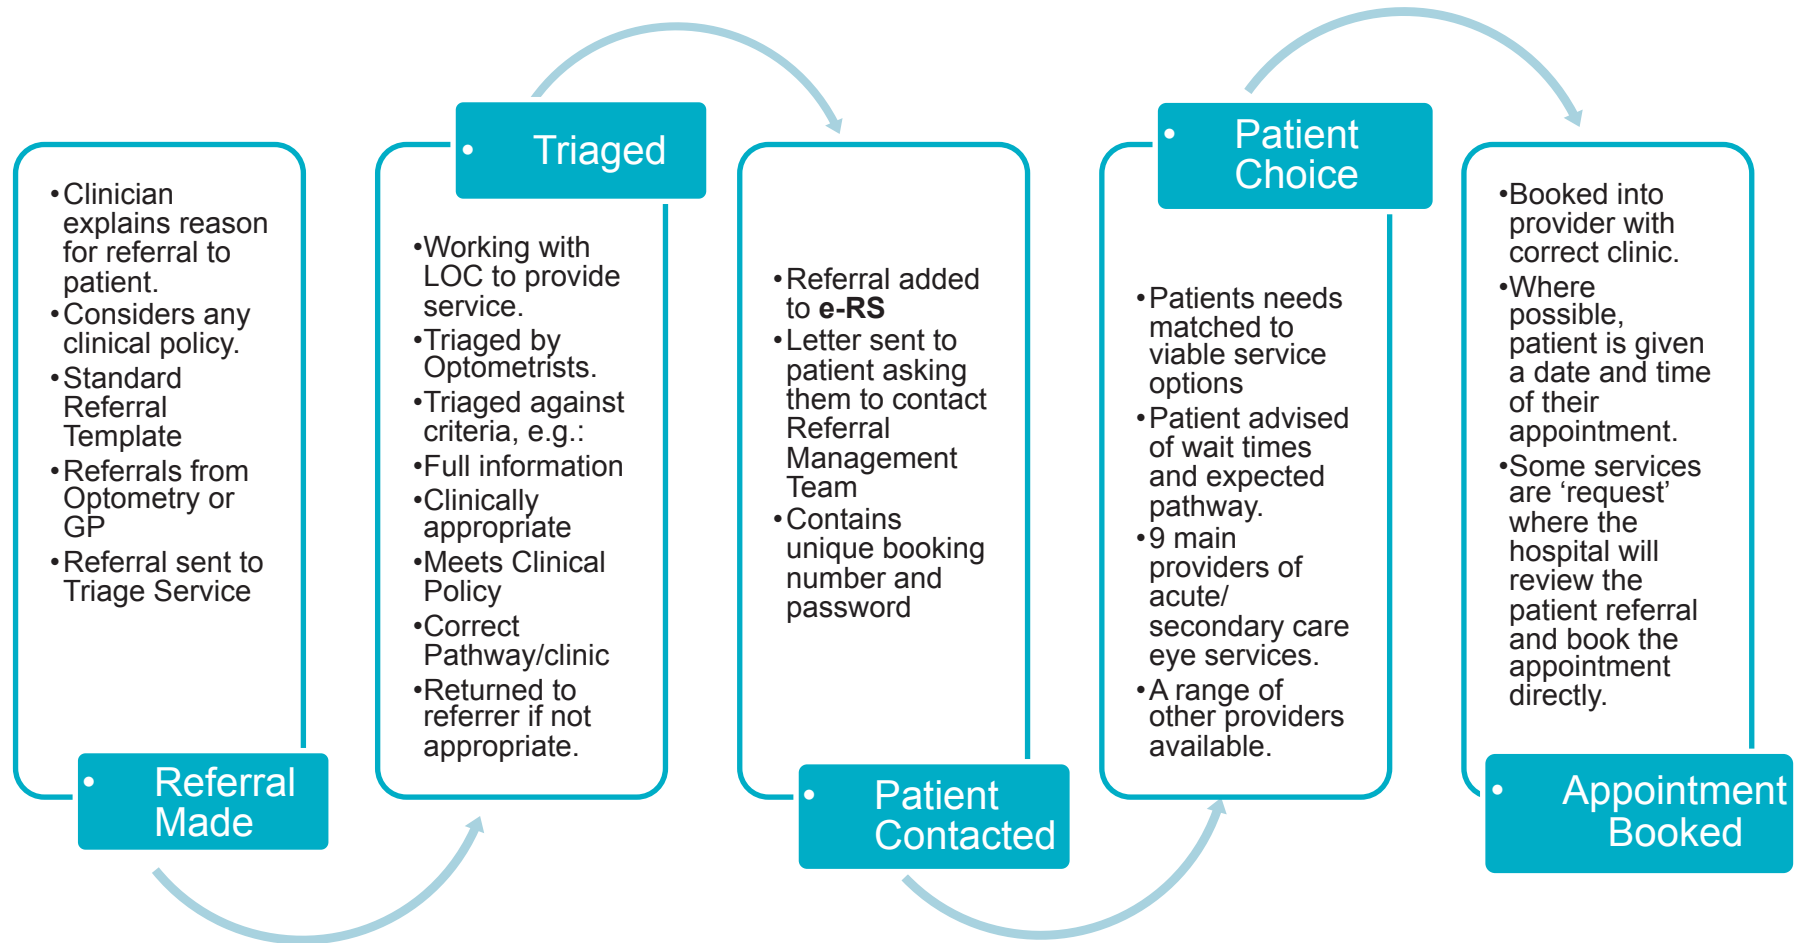 •Clinician
explains reason
for referral to
patient.
•Considers any
clinical policy.
•Standard
Referral
Template
•Referrals from
Optometry or
GP
•Referral sent to
Triage Service
• Referral
Made
• Triaged
•Working with
LOC to provide
service.
•Triaged by
Optometrists.
•Triaged against
criteria, e.g.:
•Full information
•Clinically
appropriate
•Meets Clinical
Policy
•Correct
Pathway/clinic
•Returned to
referrer if not
appropriate.
•Referral added
to e-RS
•Letter sent to
patient asking
them to contact
Referral
Management
Team
•Contains
unique booking
number and
password
• Patient
Contacted
• Patient
Choice
•Patients needs
matched to
viable service
options
•Patient advised
of wait times
and expected
pathway.
•9 main
providers of
acute/
secondary care
eye services.
•A range of
other providers
available.
•Booked into
provider with
correct clinic.
•Where
possible,
patient is given
a date and time
of their
appointment.
•Some services
are ‘request’
where the
hospital will
review the
patient referral
and book the
appointment
directly.
• Appointment
Booked